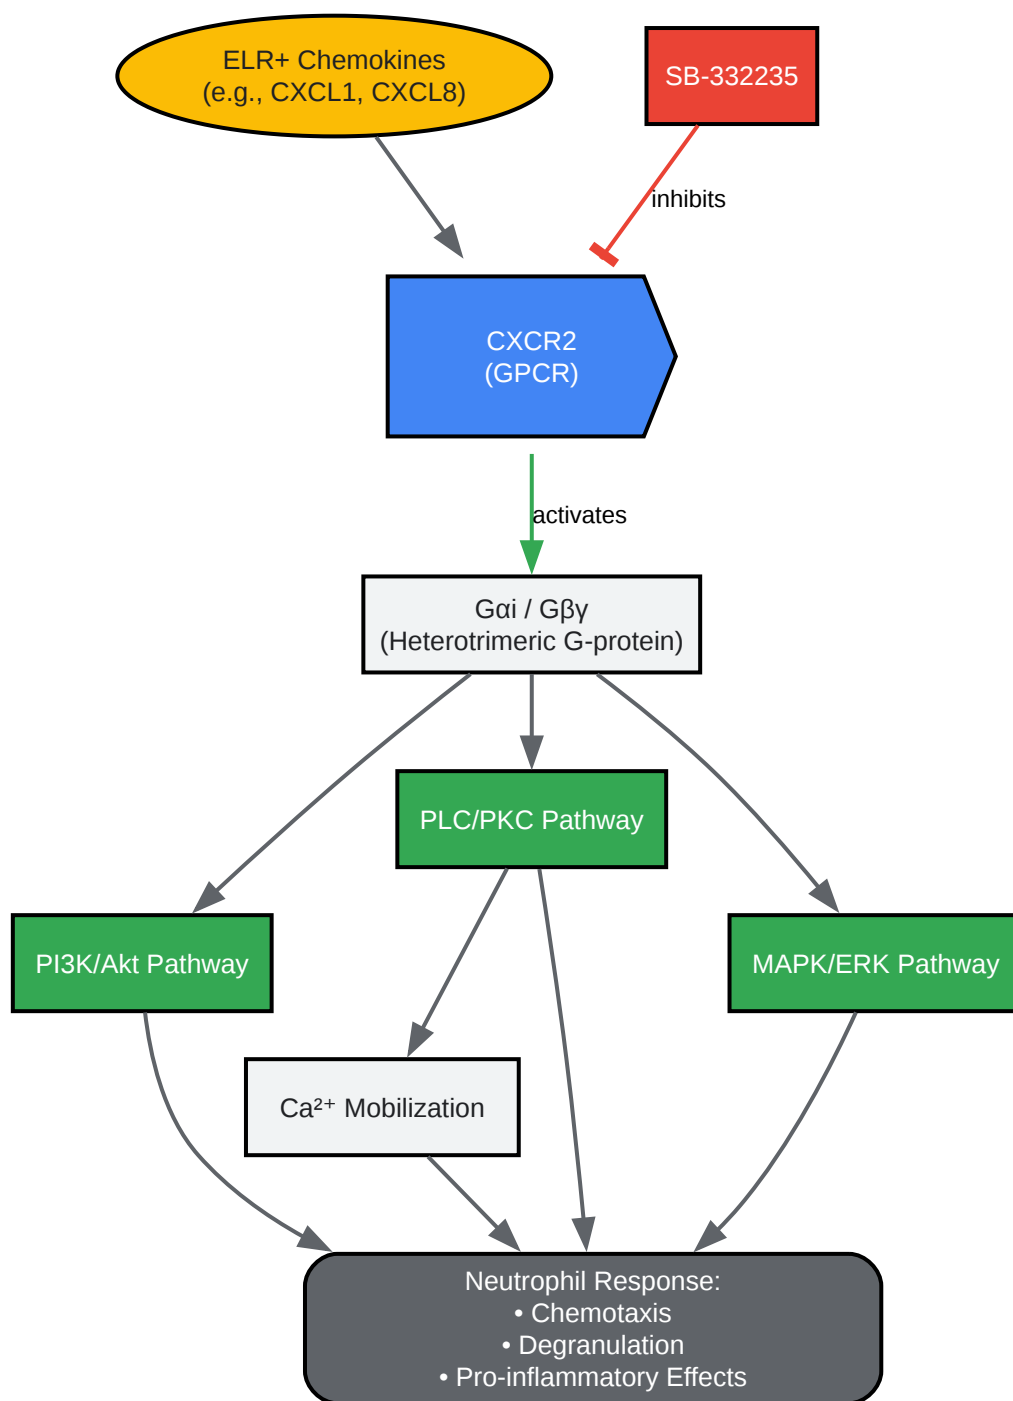 ELR+ Chemokines
(e.g., CXCL1, CXCL8)
SB-332235
inhibits
CXCR2
(GPCR)
activates
Gαi / Gβγ
(Heterotrimeric G-protein)
PLC/PKC Pathway
PI3K/Akt Pathway
MAPK/ERK Pathway
Ca²⁺ Mobilization
Neutrophil Response:
• Chemotaxis
• Degranulation
• Pro-inflammatory Effects